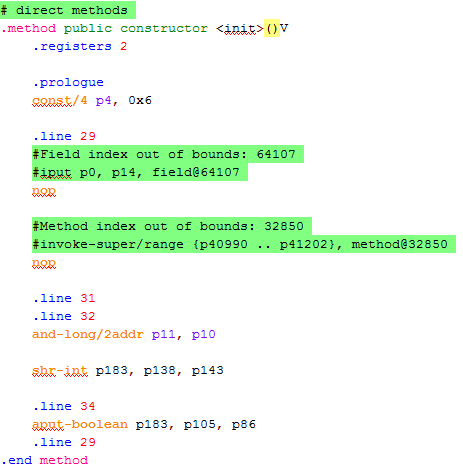 # direct methods
.method public constructor <init>()V
.registers 2
.prologue
const/4 p4, 0x6
.line 29
#Field index out of bounds: 64107
#iput p0, p14, field@64107
nop
#Method index out of bounds: 32850
#invoke-super/range {p40990 .. p41202}, method@32850
nop
.line 31
.line 32
and-long/2addr p11, p10
shr-int p183, p138, p143
.line 34
aput-boolean p183, p105, p86
.line 29
.end method